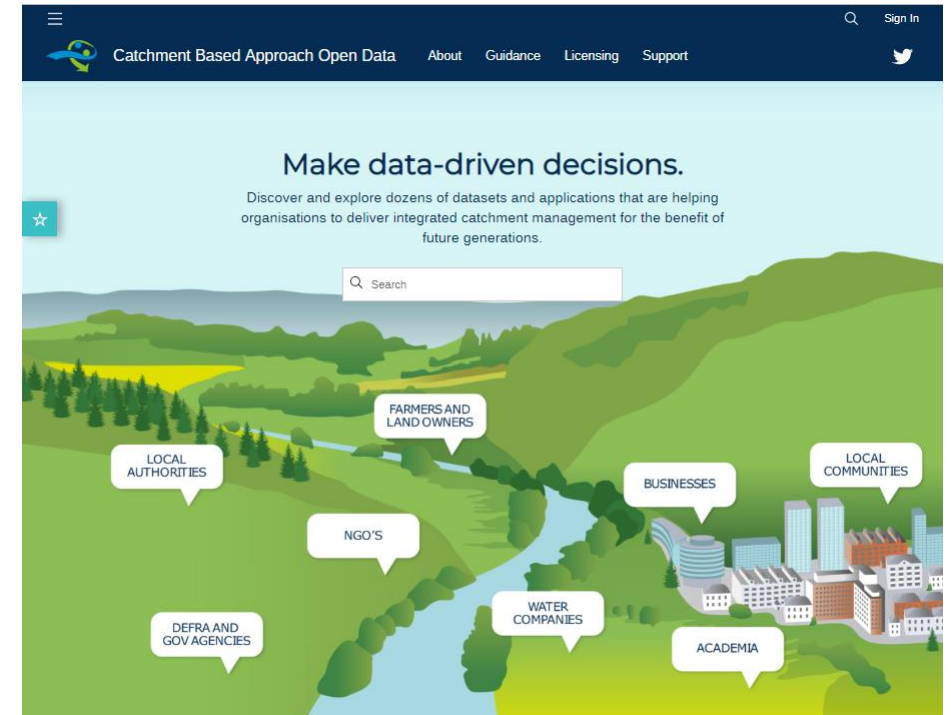 Sign In
Catchment Based Approach Open Data About Guidance Licensing Support
Make data-driven decisions.
Discover and explore dozens of datasets and applications that are helping
organisations to deliver integrated catchment management for the benefit of
future generations.
Search
FARMERS AND
LAND OWNERS
LOCAL
AUTHORITIES
LOCAL
COMMUNITIES
BUSINESSES
NGO'S
WATER
COMPANIES
DEFRA AND
GOV AGENCIES
ACADEMIA